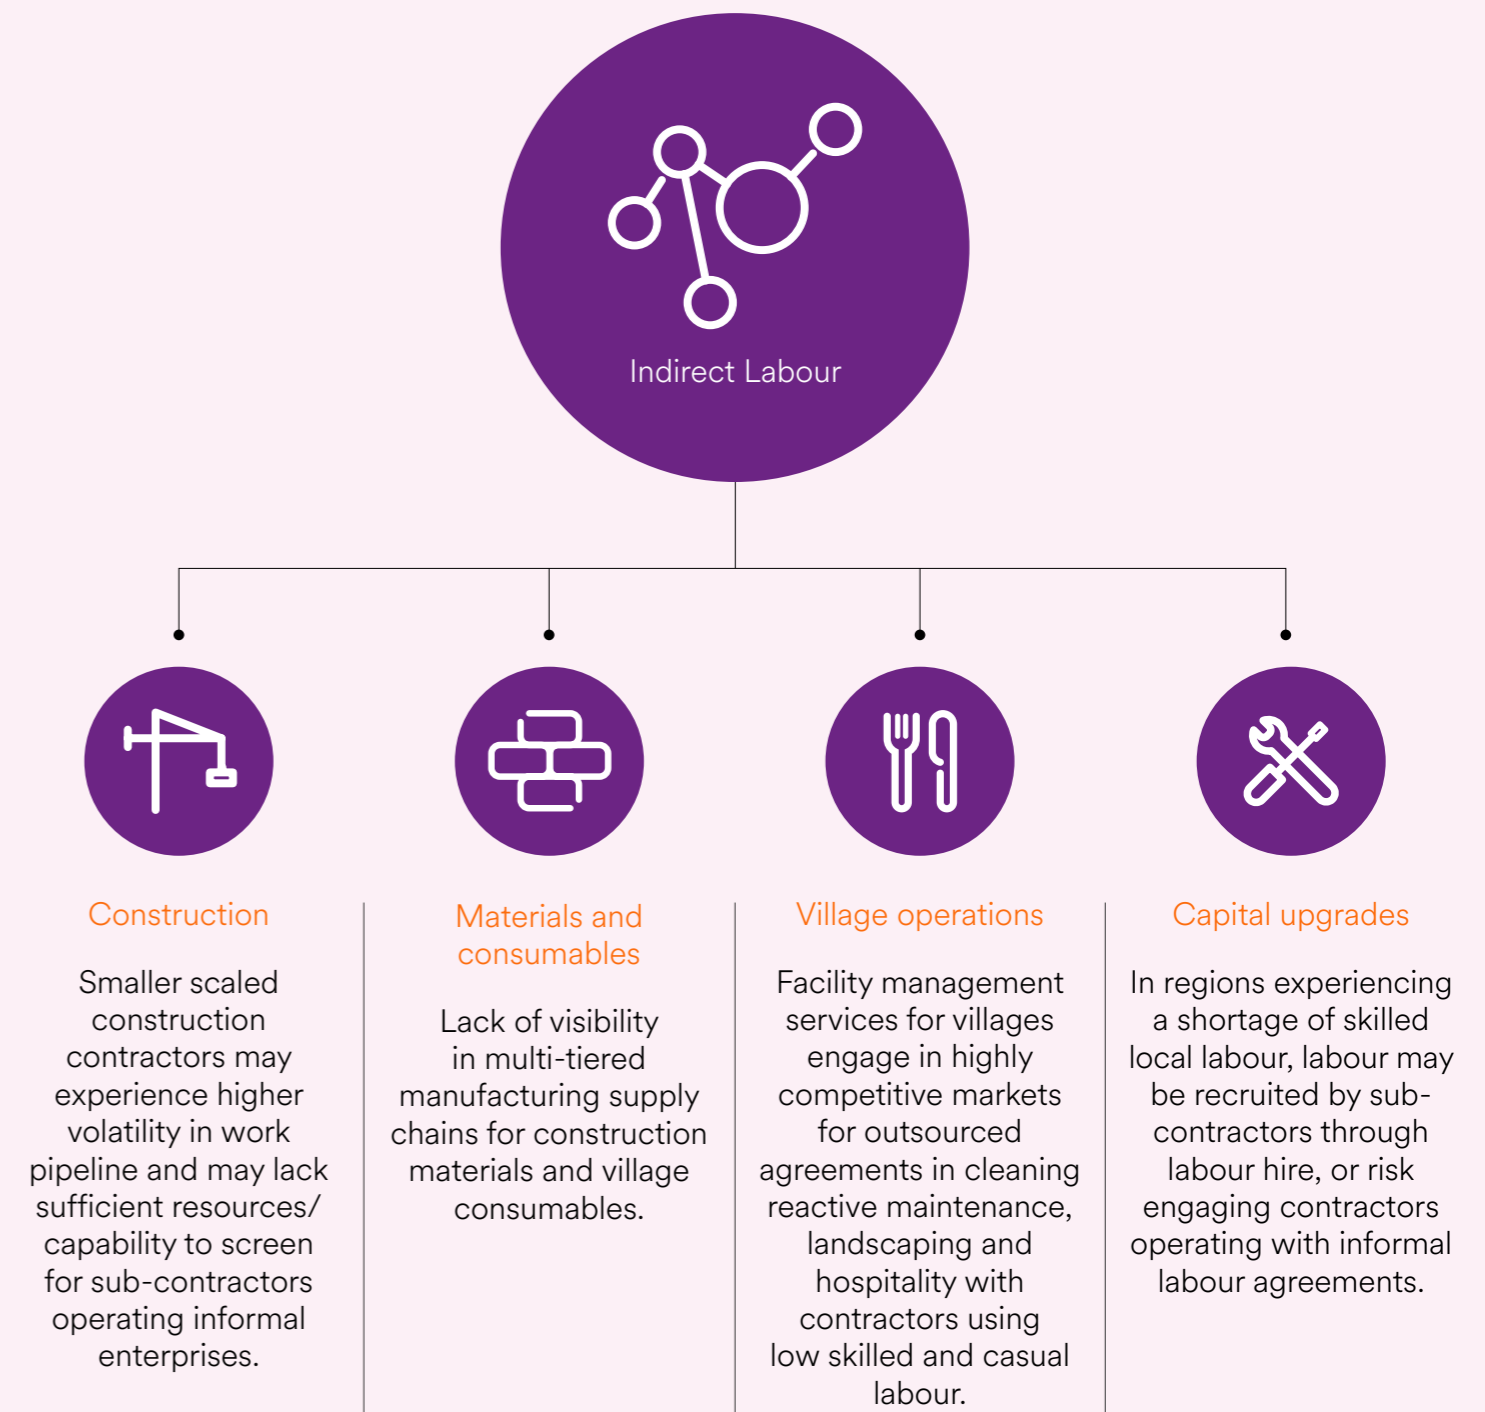 Indirect Labour
Construction
Smaller scaled
construction
contractors may
experience higher
volatility in work
pipeline and may lack
sufficient resources/
capability to screen
for sub-contractors
operating informal
enterprises.
Materials and
consumables
Lack of visibility
in multi-tiered
manufacturing supply
chains for construction
materials and village
consumables.
Village operations
Facility management
services for villages
engage in highly
competitive markets
for outsourced
agreements in cleaning
reactive maintenance,
landscaping and
hospitality with
contractors using
low skilled and casual
labour.
Capital upgrades
In regions experiencing
a shortage of skilled
local labour, labour may
be recruited by sub-
contractors through
labour hire, or risk
engaging contractors
operating with informal
labour agreements.